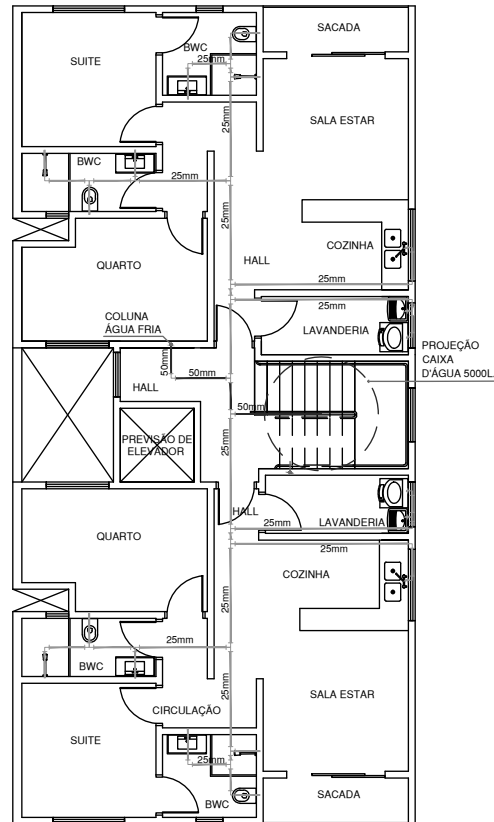 SACADA
BWC
SUITE
25mm
25mm
SALA ESTAR
BWC
25mm
25mm
COZINHA
HALL
QUARTO
25mm
25mm
COLUNA
ÁGUA FRIA
LAVANDERIA
PROJEÇÃO
CAIXA
D'ÁGUA 5000L.
50mm
50mm
HALL
50mm
PREVISÃO DE
ELEVADOR
25mm
HALL
25mm
LAVANDERIA
QUARTO
25mm
COZINHA
25mm
25mm
BWC
25mm
SALA ESTAR
CIRCULAÇÃO
SUITE
25mm
SACADA
BWC